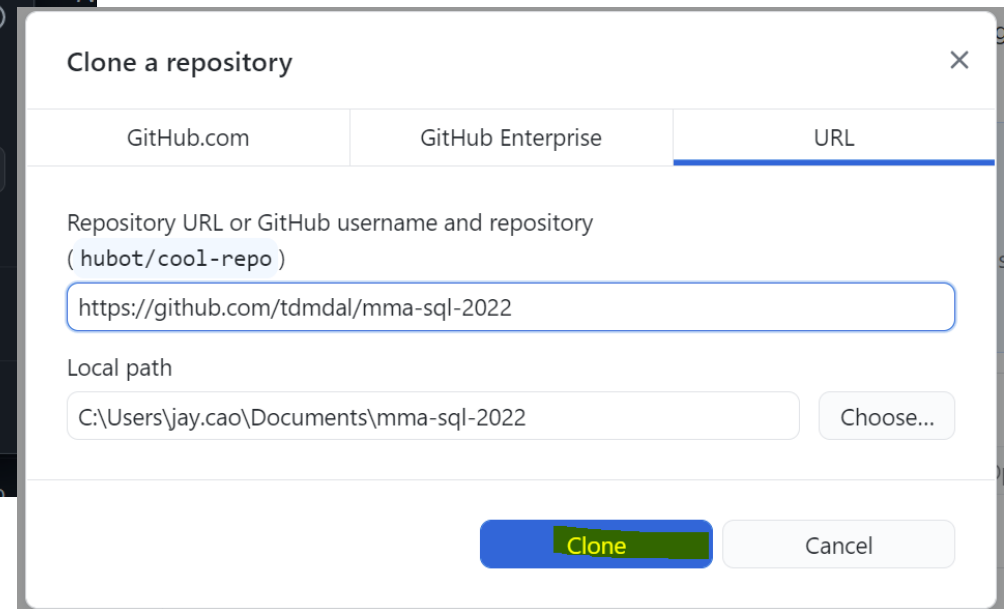 Clone a repository
GitHub.com
GitHub Enterprise
URL
Repository URL or GitHub username and repository
(hubot/cool-repo)
https://github.com/tdmdal/mma-sql-2022
Local path
C:\Users\jay.cao\Documents\mma-sql-2022
Choose...
Clone
Cancel